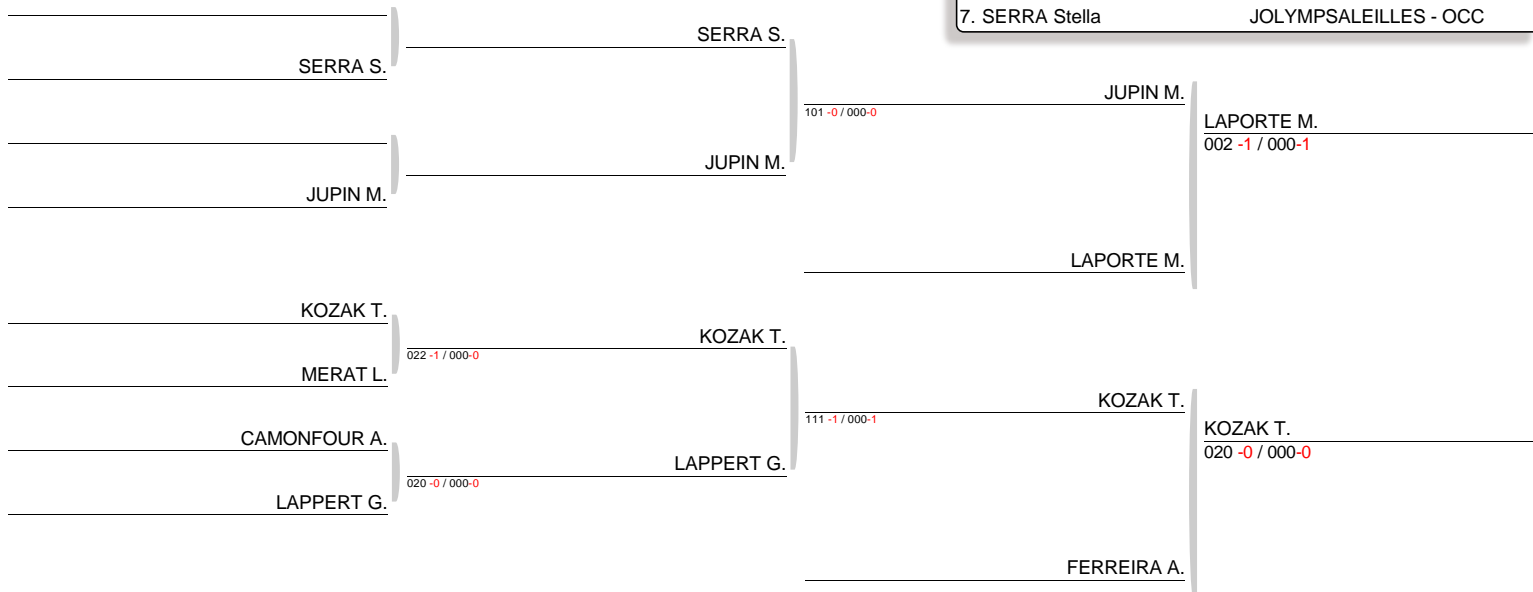 7. SERRA Stella JOLYMPSALEILLES - OCC
SERRA S.
SERRA S.
JUPIN M.
101 -0 / 000-0
LAPORTE M.
002 -1 / 000-1
JUPIN M.
JUPIN M.
LAPORTE M.
KOZAK T.
KOZAK T.
022 -1 / 000-0
MERAT L.
KOZAK T.
111 -1 / 000-1
KOZAK T.
020 -0 / 000-0
CAMONFOUR A.
LAPPERT G.
020 -0 / 000-0
LAPPERT G.
FERREIRA A.